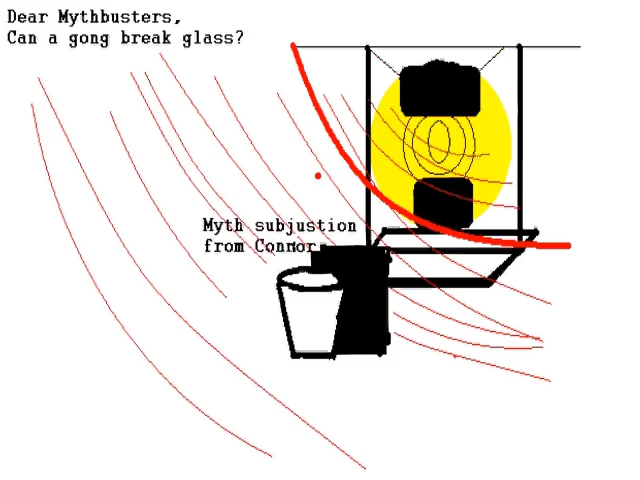 Dear Mythbusters,
Can a gong break glass?
Myth subjustion
from Connor